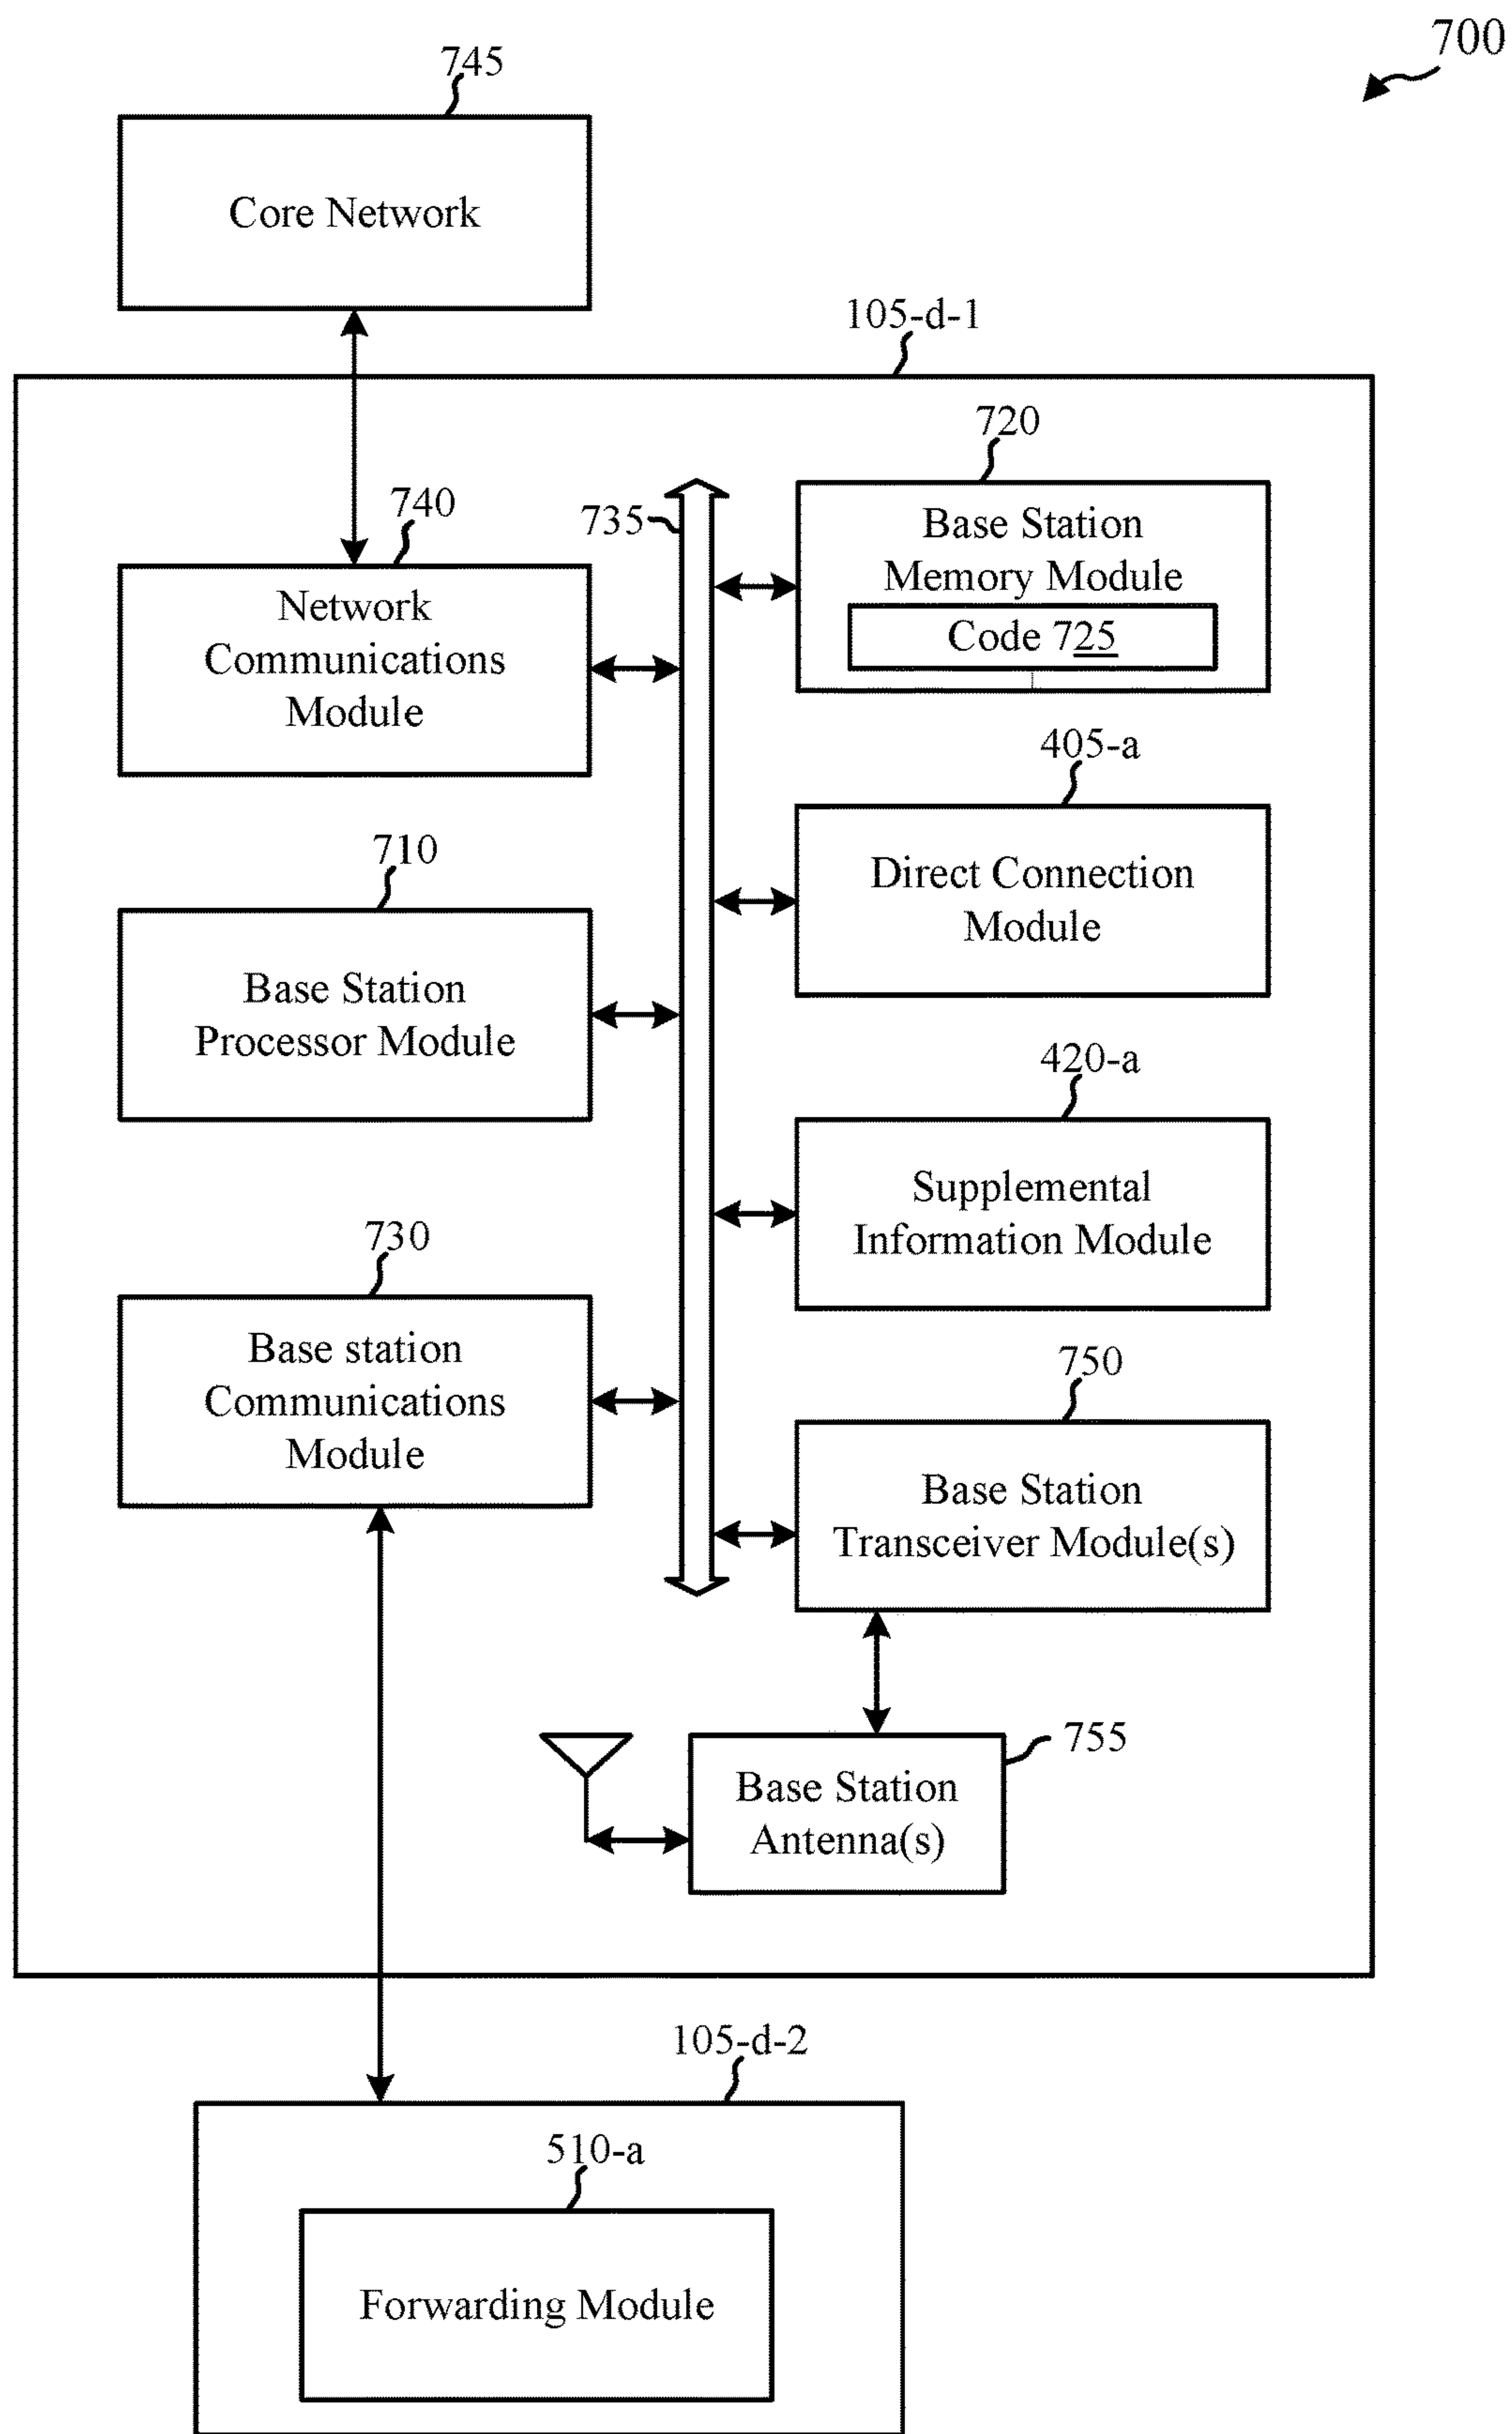 700
745
Core Network
105-d-1
720
Base Station
Memory Module
Code 725
735
740
Network
Communications
Module
405-a
Direct Connection
Module
710
Base Station
Processor Module
420-a
Supplemental
Information Module
730
Base station
Communications
Module
750
Base Station
Transceiver Module(s)
755
Base Station
Antenna(s)
105-d-2
510-a
Forwarding Module